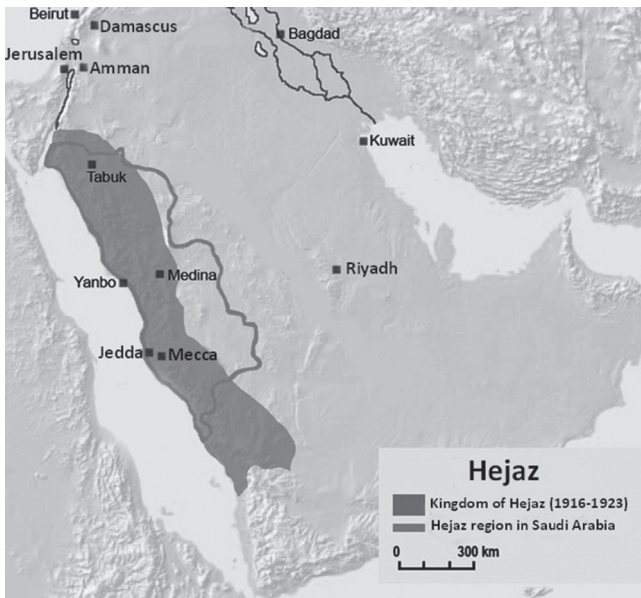 Beirut
Damascus
Bagdad
Jerusalem
Amman
Kuwait
Tabuk
Medina
Riyadh
Yanbo
Jedda
Mecca
Hejaz
Kingdom of Hejaz (1916-1923)
Hejaz region in Saudi Arabia
0 300 km